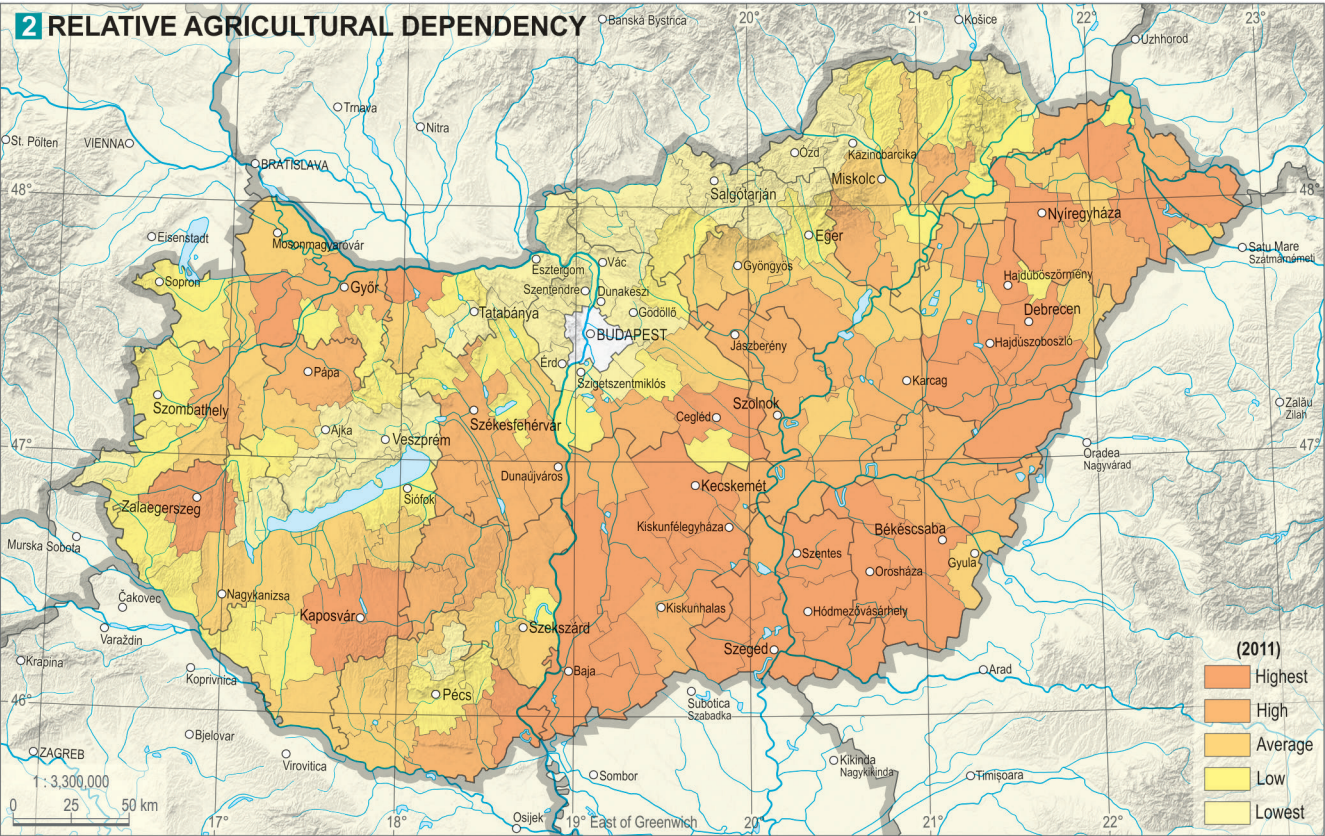 2 RELATIVE AGRICULTURAL DEPENDENCY
Banská Bystrica
20°
21°
Košice
22°
23°
Uzhhorod
Trnava
Nitra
St. Pölten
VIENNA
BRATISLAVA
Ózd
Kazincbarcika
Miskolc
Salgótarján
48°
48°
Nyíregyháza
Eisenstadt
Mosonmagyaróvár
Eger
Satu Mare
Szatmárnémeti
Sopron
Győr
Esztergom
Vác
Gyöngyös
Hajdúböszörmény
Szentendre
Dunakeszi
Tatabánya
Gödöllő
Debrecen
BUDAPEST
Jászberény
Hajdúszoboszló
Érd
Pápa
Szigetszentmiklós
Karcag
Szombathely
Székesfehérvár
Cegléd
Szolnok
Zalău
Zilah
Ajka
Veszprém
47°
47°
Oradea
Nagyvárad
Dunaújváros
Zalaegerszeg
Siófok
Kecskemét
Murska Sobota
Kiskunfélegyháza
Békéscsaba
Szentes
Gyula
Orosháza
Čakovec
Nagykanizsa
Kaposvár
Kiskunhalas
Hódmezővásárhely
Varaždin
Szekszárd
Szeged
Krapina
Koprivnica
Baja
Arad
46°
46°
Pécs
Subotica
Szabadka
Bjelovar
ZAGREB
Virovitica
Sombor
Kikinda
Nagykikinda
Timișoara
1 : 3,300,000
0 25 50 km
17°
18°
Osijek
19° East of Greenwich
20°
21°
22°
(2011)
Highest
High
Average
Low
Lowest